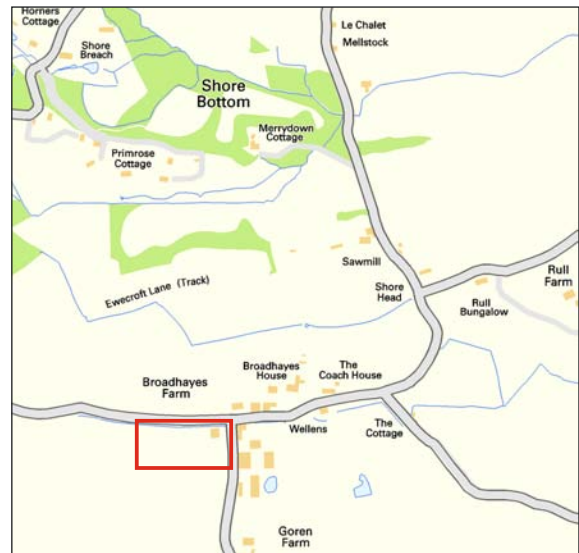 Horners
Cottage
Le Chalet
Mellstock
Shore
Breach
Shore
Bottom
Merrydown
Cottage
Primrose
Cottage
Sawmill
Rull
Farm
Ewecroft Lane (Track)
Shore
Head
Rull
Bungalow
Broadhayes
House
The
Coach House
Broadhayes
Farm
Wellens
The
Cottage
Goren
Farm